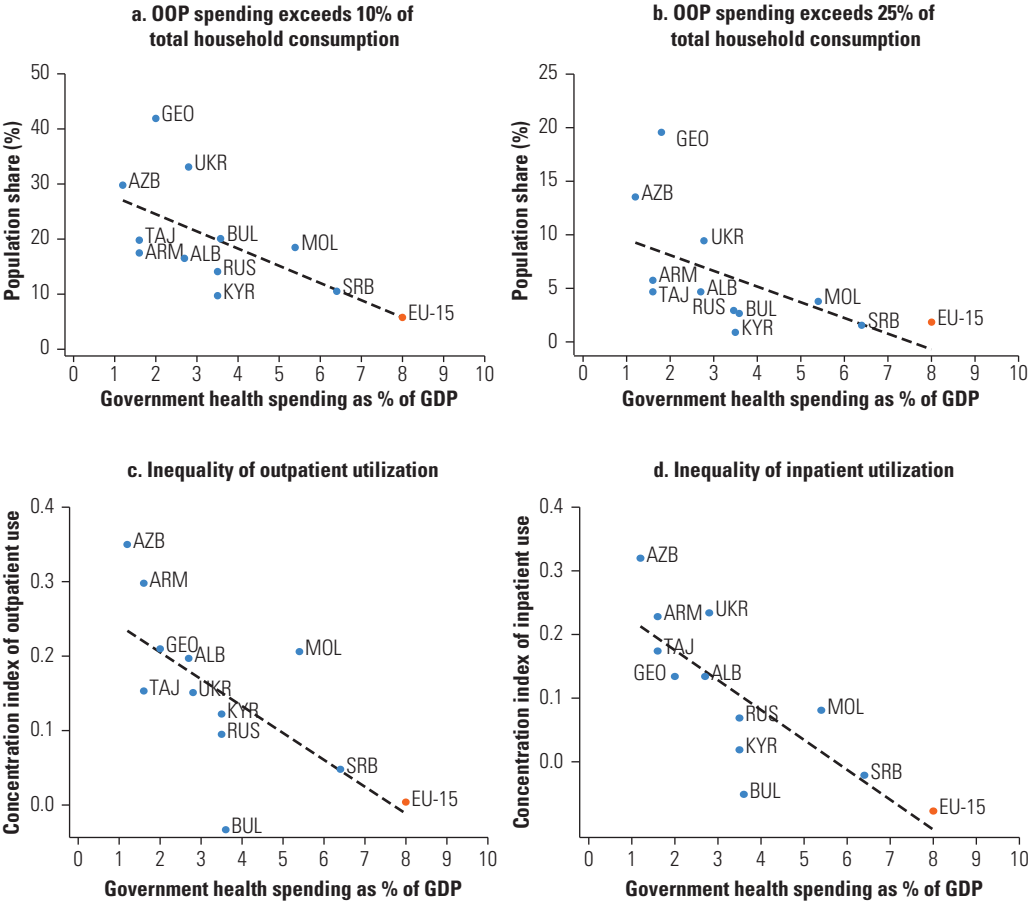 a. OOP spending exceeds 10% of
total household consumption
Population share (%)
50
40
30
20
10
0
GEO
UKR
AZB
TAJ
BUL
MOL
ARM
ALB
RUS
KYR
SRB
EU-15
0 1 2 3 4 5 6 7 8 9 10
Government health spending as % of GDP
b. OOP spending exceeds 25% of
total household consumption
Population share (%)
25
20
15
10
5
0
GEO
AZB
UKR
ARM
TAJ
ALB
MOL
RUS
BUL
KYR
SRB
EU-15
0 1 2 3 4 5 6 7 8 9 10
Government health spending as % of GDP
c. Inequality of outpatient utilization
Concentration index of outpatient use
0.4
0.3
0.2
0.1
0.0
AZB
ARM
GEO
ALB
MOL
TAJ
UKR
KYR
RUS
SRB
EU-15
BUL
0 1 2 3 4 5 6 7 8 9 10
Government health spending as % of GDP
d. Inequality of inpatient utilization
Concentration index of inpatient use
0.4
0.3
0.2
0.1
0.0
AZB
ARM
UKR
TAJ
GEO
ALB
RUS
MOL
KYR
SRB
BUL
EU-15
0 1 2 3 4 5 6 7 8 9 10
Government health spending as % of GDP